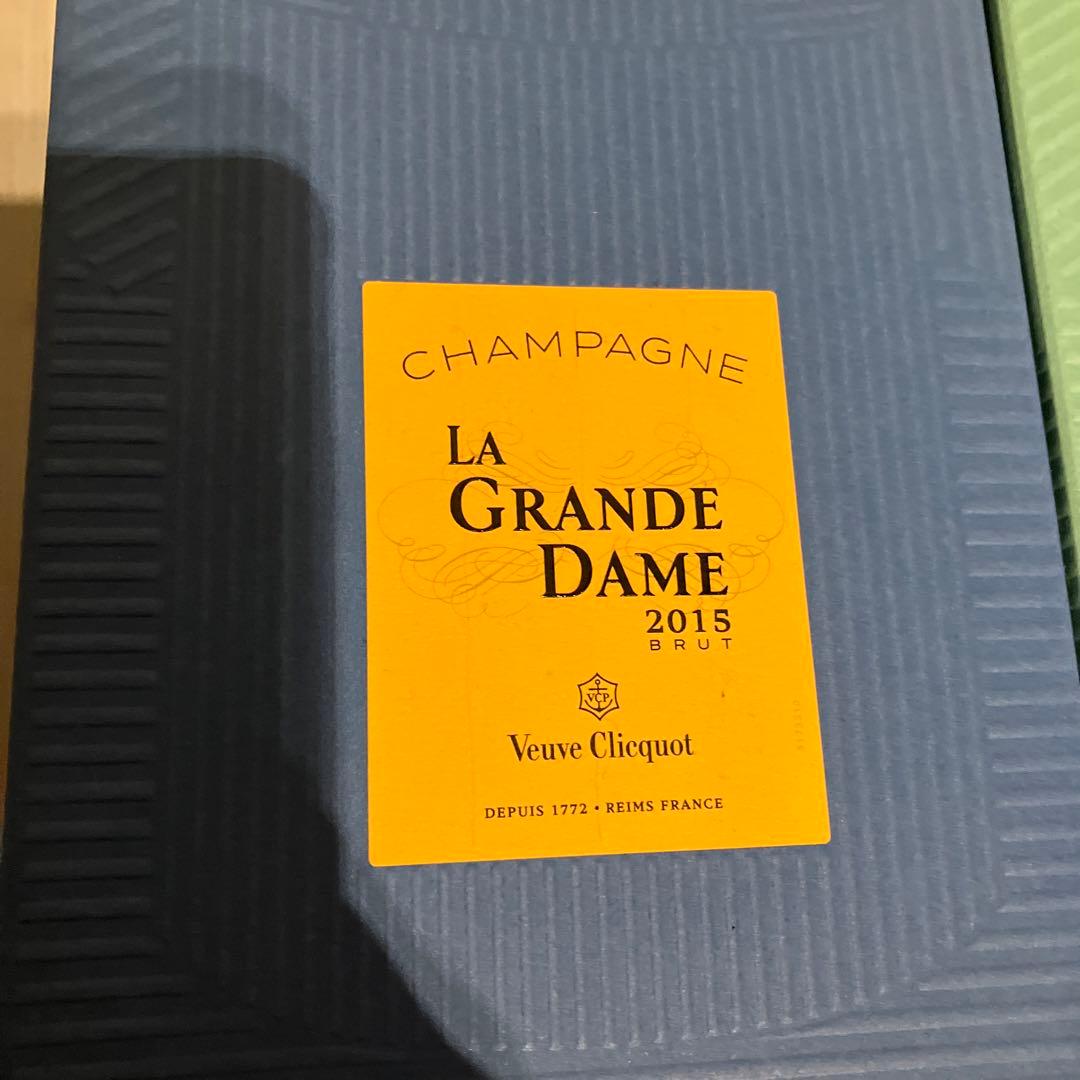 CHAMPAGNE
LA
GRANDE
DAME
2015
BRUT
VCP
Veuve Clicquot
DEPUIS 1772 • REIMS FRANCE